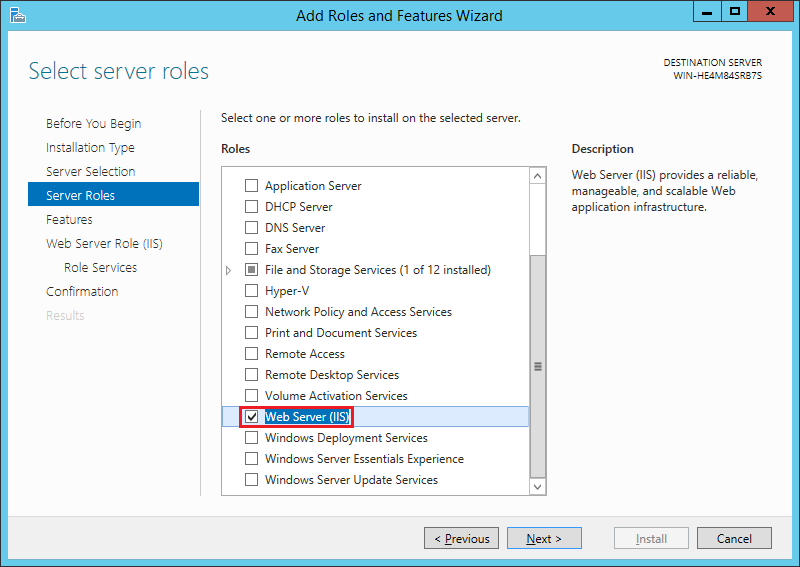 Add Roles and Features Wizard
Select server roles
DESTINATION SERVER
WIN-HE4M84SRB7S
Before You Begin
Installation Type
Server Selection
Server Roles
Features
Web Server Role (IIS)
Role Services
Confirmation
Results
Select one or more roles to install on the selected server.
Roles
Application Server
DHCP Server
DNS Server
Fax Server
File and Storage Services (1 of 12 installed)
Hyper-V
Network Policy and Access Services
Print and Document Services
Remote Access
Remote Desktop Services
Volume Activation Services
Web Server (IIS)
Windows Deployment Services
Windows Server Essentials Experience
Windows Server Update Services
Description
Web Server (IIS) provides a reliable,
manageable, and scalable Web
application infrastructure.
< Previous
Next >
Install
Cancel